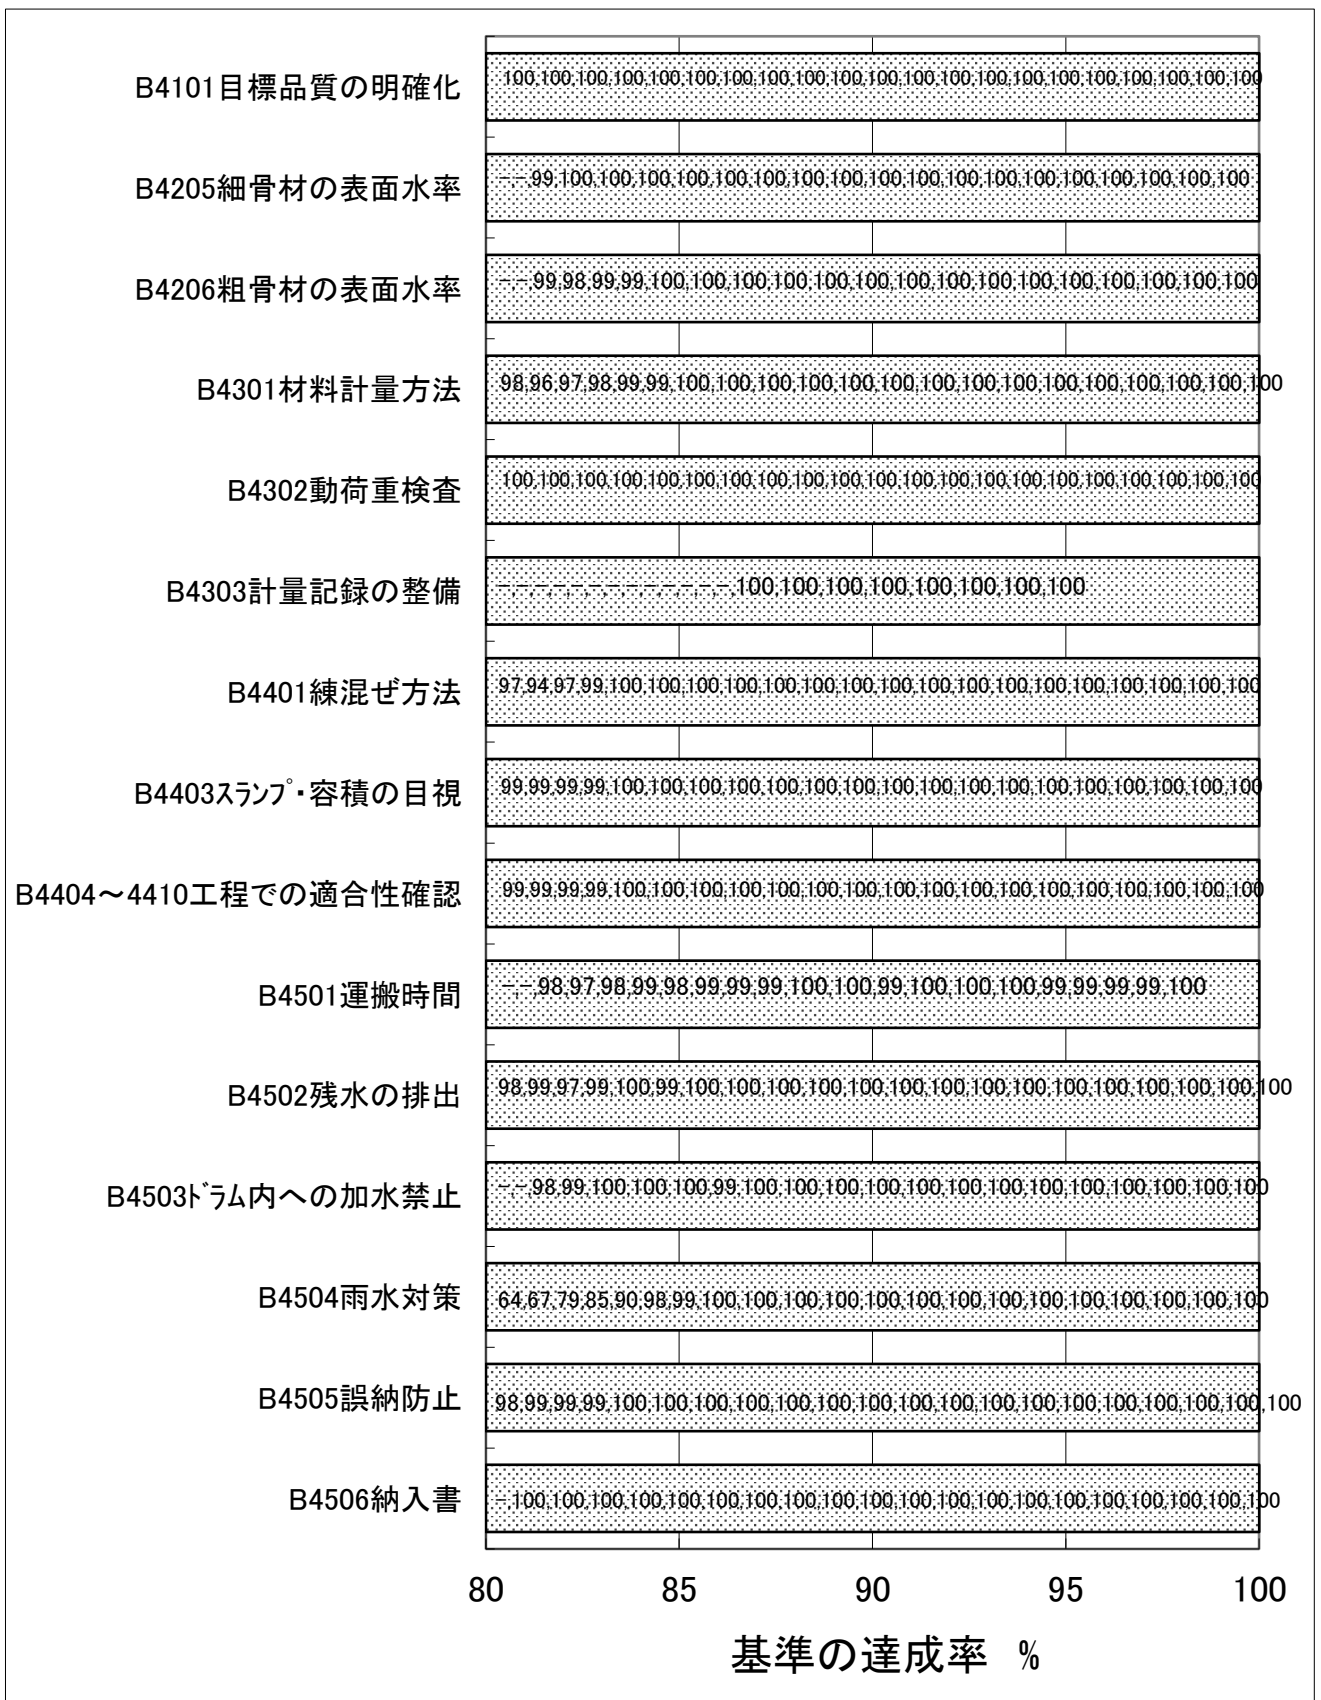 B4101目標品質の明確化 100,100,100,100,100,100,100,100,100,100,100,100,100,100,100,100,100,100,100,100,100
B4205細骨材の表面水率 -,-,99,100,100,100,100,100,100,100,100,100,100,100,100,100,100,100,100,100,100
B4206粗骨材の表面水率 -,-,99,98,99,99,100,100,100,100,100,100,100,100,100,100,100,100,100,100,100
B4301材料計量方法 98,96,97,98,99,99,100,100,100,100,100,100,100,100,100,100,100,100,100,100,100
B4302動荷重検査 100,100,100,100,100,100,100,100,100,100,100,100,100,100,100,100,100,100,100,100,100
B4303計量記録の整備 -,-,-,-,-,-,-,-,-,-,-,-,-,100,100,100,100,100,100,100,100
B4401練混ぜ方法 97,94,97,99,100,100,100,100,100,100,100,100,100,100,100,100,100,100,100,100,100
B4403ｽﾗﾝﾌﾟ・容積の目視 99,99,99,99,100,100,100,100,100,100,100,100,100,100,100,100,100,100,100,100,100
B4404～4410工程での適合性確認 99,99,99,99,100,100,100,100,100,100,100,100,100,100,100,100,100,100,100,100,100
B4501運搬時間 -,-,98,97,98,99,98,99,99,99,100,100,99,100,100,100,99,99,99,99,100
B4502残水の排出 98,99,97,99,100,99,100,100,100,100,100,100,100,100,100,100,100,100,100,100,100
B4503ﾄﾞﾗﾑ内への加水禁止 -,-,98,99,100,100,100,99,100,100,100,100,100,100,100,100,100,100,100,100,100
B4504雨水対策 64,67,79,85,90,98,99,100,100,100,100,100,100,100,100,100,100,100,100,100,100
B4505誤納防止 98,99,99,99,100,100,100,100,100,100,100,100,100,100,100,100,100,100,100,100,100
B4506納入書 -,100,100,100,100,100,100,100,100,100,100,100,100,100,100,100,100,100,100,100,100
80 85 90 95 100
基準の達成率 %